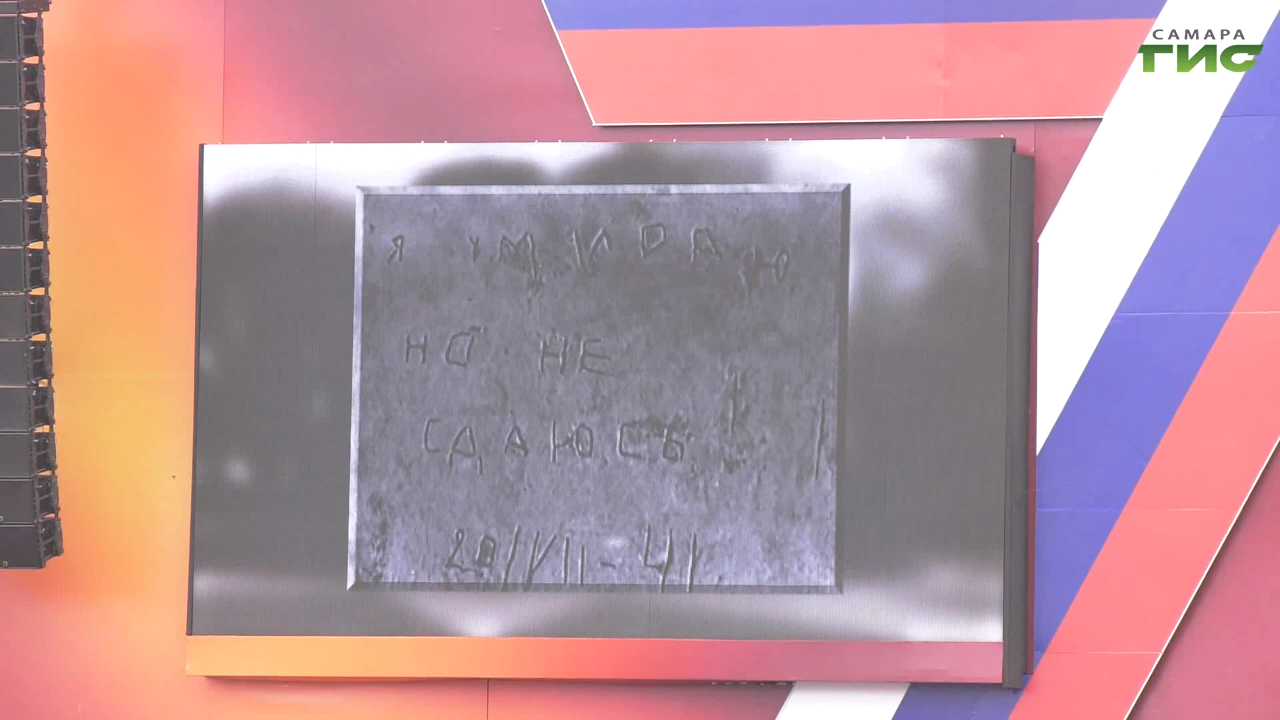 САМАРА
ГИС
Я УМИРАЮ
НО НЕ
СДАЮСЬ!
20/VII-41